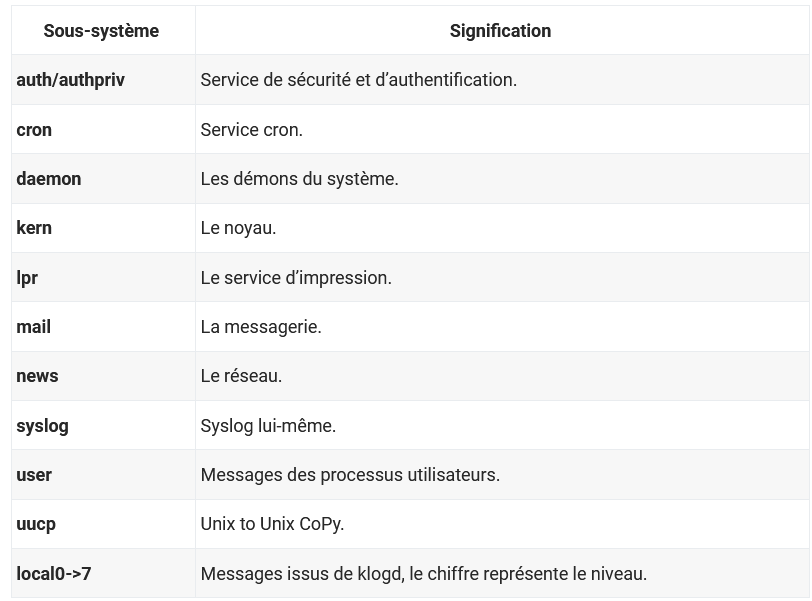 Sous-système Signification
auth/authpriv Service de sécurité et d’authentification.
cron Service cron.
daemon Les démons du système.
kern Le noyau.
lpr Le service d’impression.
mail La messagerie.
news Le réseau.
syslog Syslog lui-même.
user Messages des processus utilisateurs.
uucp Unix to Unix CoPy.
local0->7 Messages issus de klogd, le chiffre représente le niveau.